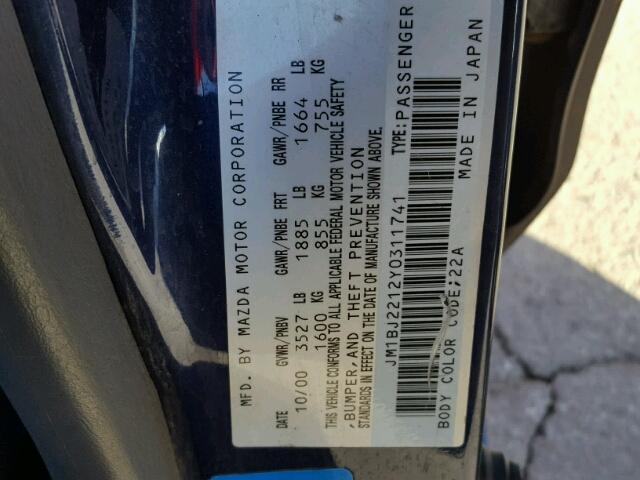 MFD. BY MAZDA MOTOR CORPORATION
DATE GVWR/PNBV GAWR/PNBE FRT GAWR/PNBE RR
10/00 3527 LB 1885 LB 1664 LB
1600 KG 855 KG 755 KG
THIS VEHICLE CONFORMS TO ALL APPLICABLE FEDERAL MOTOR VEHICLE SAFETY
,BUMPER, AND THEFT PREVENTION
STANDARDS IN EFFECT ON THE DATE OF MANUFACTURE SHOWN ABOVE.
JM1BJ2212Y0311741 TYPE:PASSENGER
BODY COLOR CODE;22A MADE IN JAPAN